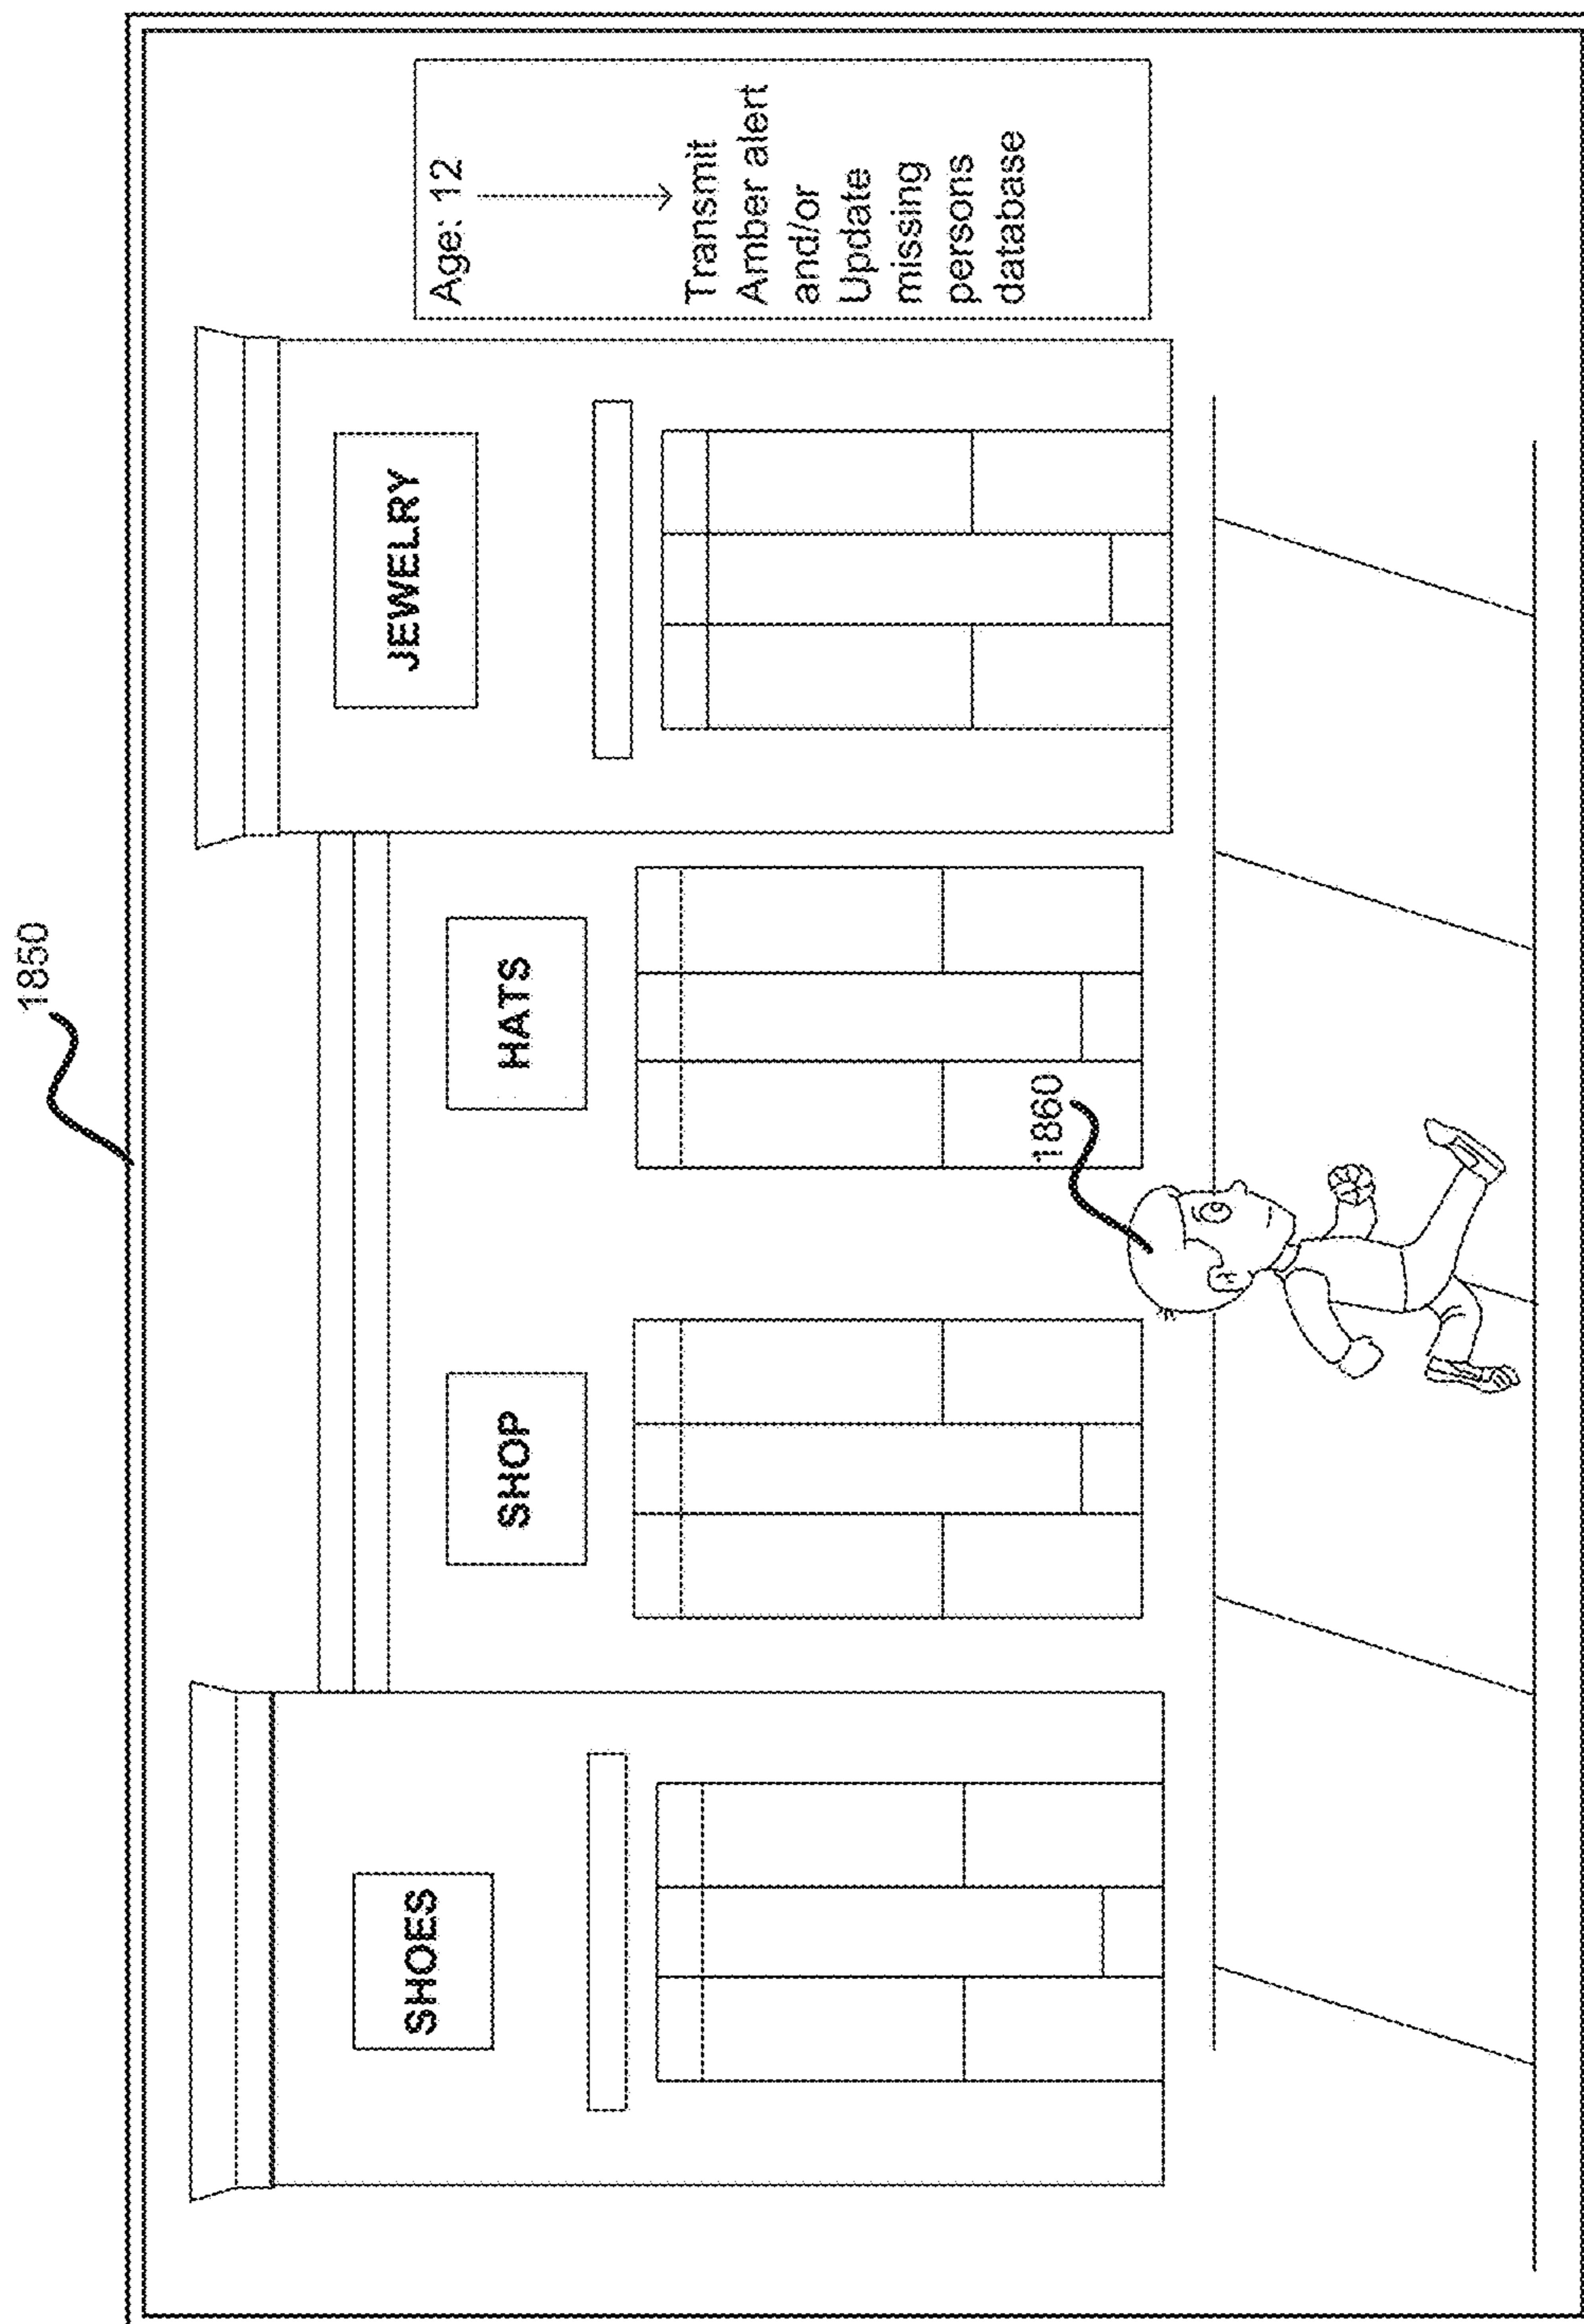 1850
SHOES
SHOP
HATS
JEWELRY
Age: 12
Transmit
Amber alert
and/or
Update
missing
persons
database
1860